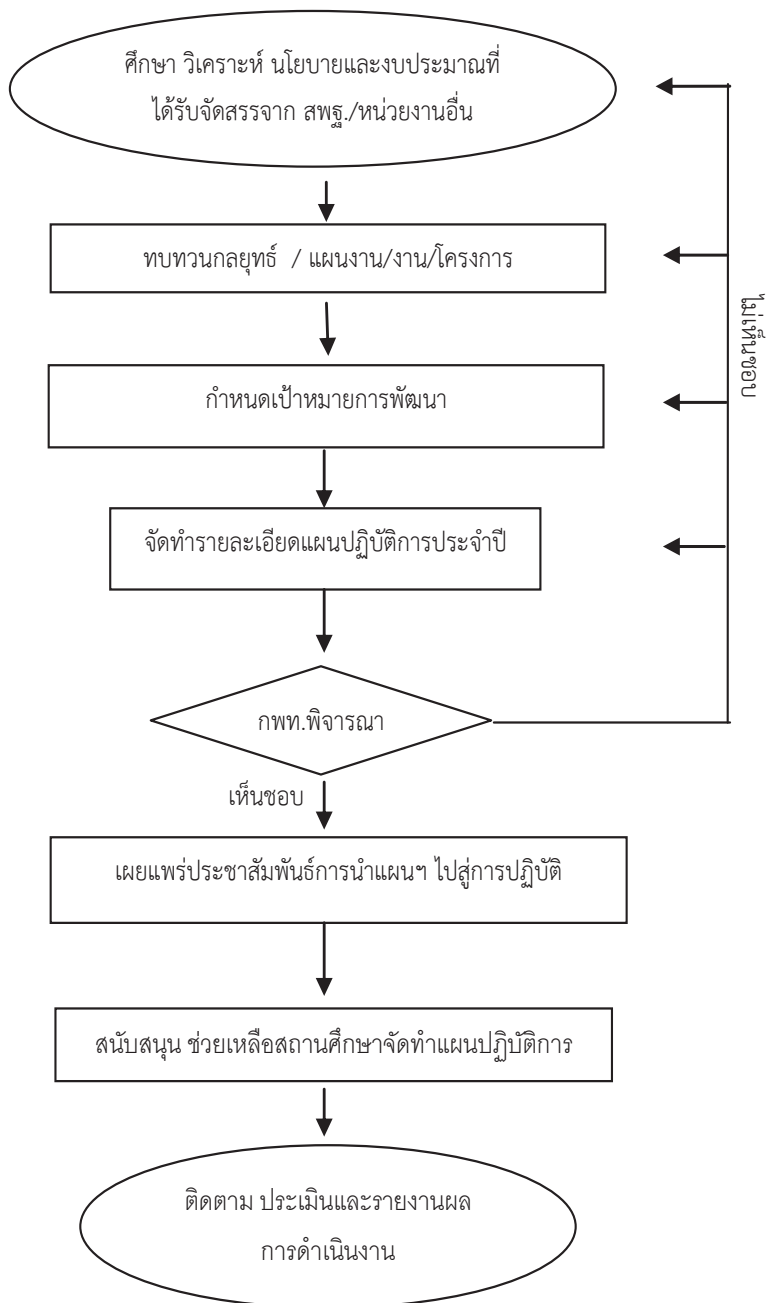 ศึกษา วิเคราะห์ นโยบายและงบประมาณที่
ได้รับจัดสรรจาก สพฐ./หน่วยงานอื่น
ทบทวนกลยุทธ์ / แผนงาน/งาน/โครงการ
ไม่เห็นชอบ
กำหนดเป้าหมายการพัฒนา
จัดทำรายละเอียดแผนปฏิบัติการประจำปี
กพท.พิจารณา
เห็นชอบ
เผยแพร่ประชาสัมพันธ์การนำแผนฯ ไปสู่การปฏิบัติ
สนับสนุน ช่วยเหลือสถานศึกษาจัดทำแผนปฏิบัติการ
ติดตาม ประเมินและรายงานผล
การดำเนินงาน